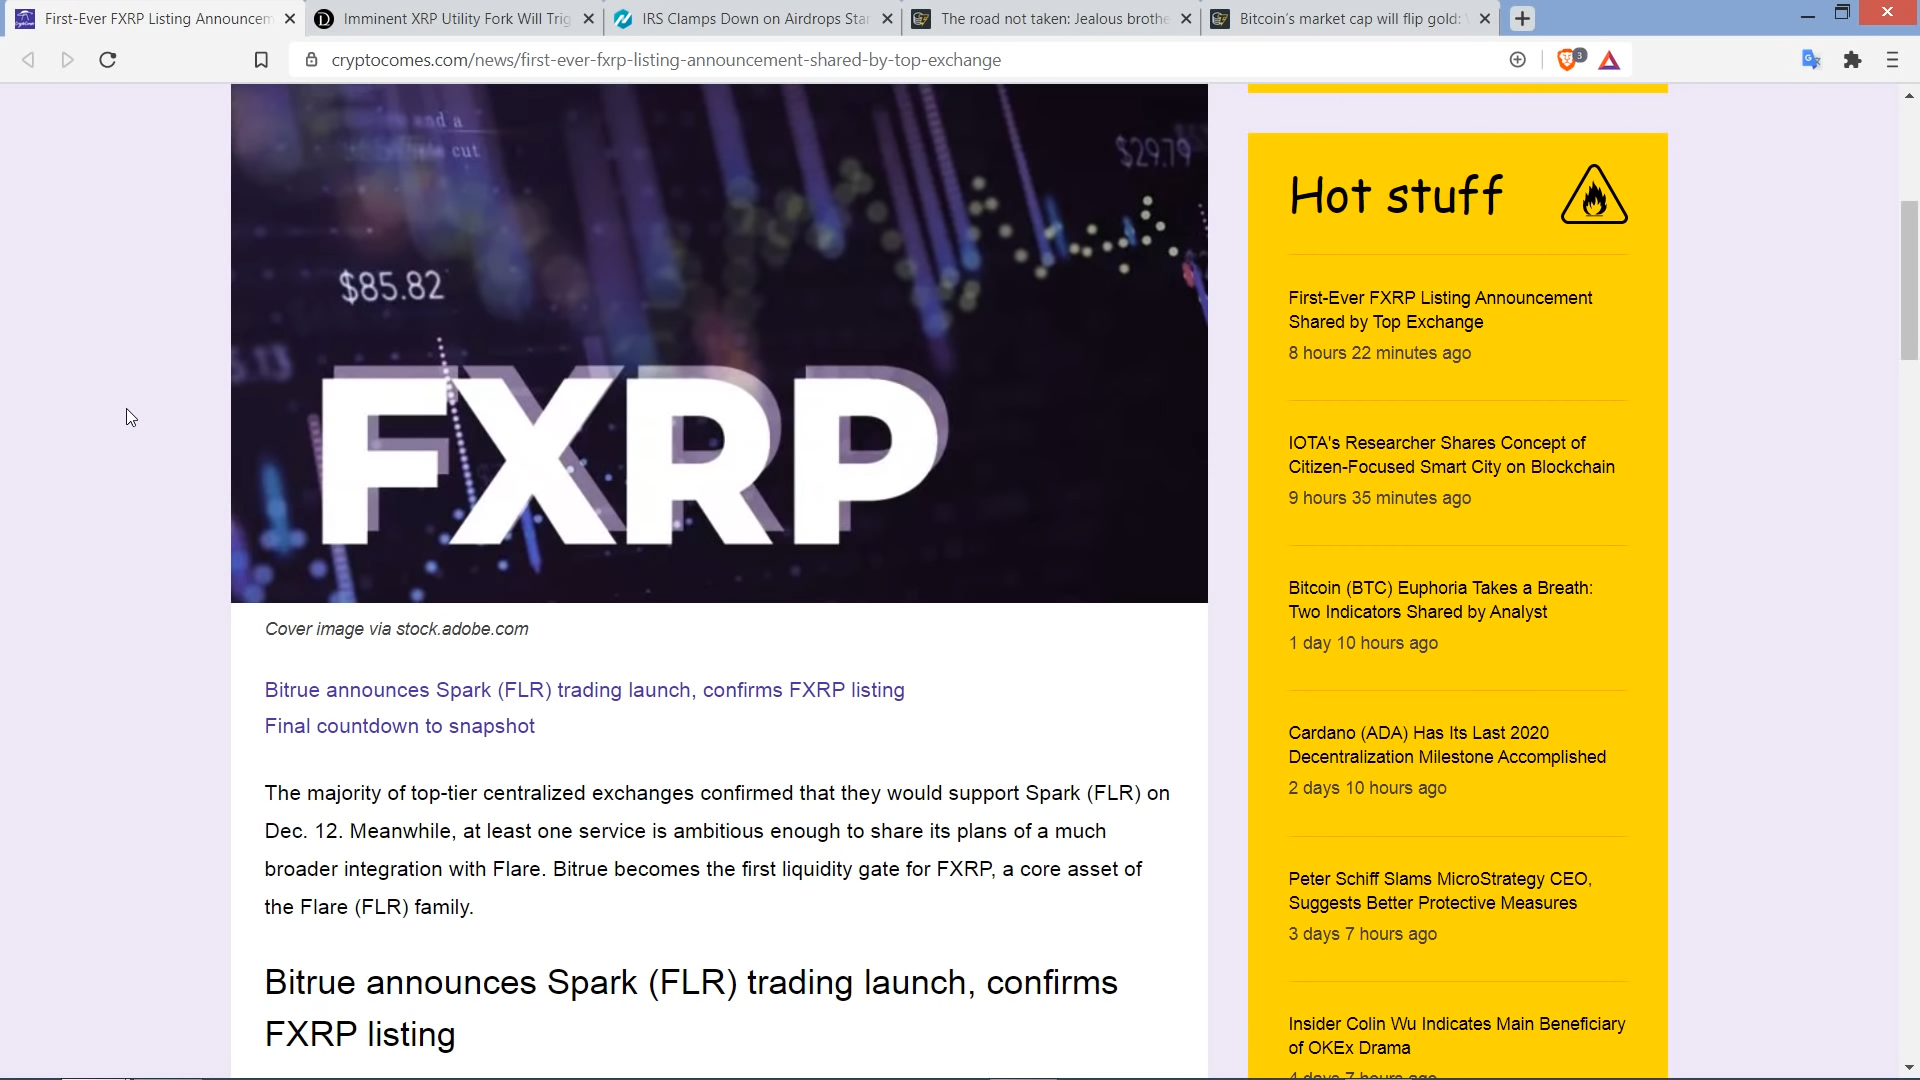 First-Ever FXRP Listing Announcem
Imminent XRP Utility Fork Will Trig
IRS Clamps Down on Airdrops Star
The road not taken: Jealous brothe
Bitcoin's market cap will flip gold:
cryptocomes.com/news/first-ever-fxrp-listing-announcement-shared-by-top-exchange
3
and a
cut
$29.79
$85.82
FXRP
Cover image via stock.adobe.com
Bitrue announces Spark (FLR) trading launch, confirms FXRP listing
Final countdown to snapshot
The majority of top-tier centralized exchanges confirmed that they would support Spark (FLR) on
Dec. 12. Meanwhile, at least one service is ambitious enough to share its plans of a much
broader integration with Flare. Bitrue becomes the first liquidity gate for FXRP, a core asset of
the Flare (FLR) family.
Bitrue announces Spark (FLR) trading launch, confirms
FXRP listing
Hot stuff
First-Ever FXRP Listing Announcement
Shared by Top Exchange
8 hours 22 minutes ago
IOTA's Researcher Shares Concept of
Citizen-Focused Smart City on Blockchain
9 hours 35 minutes ago
Bitcoin (BTC) Euphoria Takes a Breath:
Two Indicators Shared by Analyst
1 day 10 hours ago
Cardano (ADA) Has Its Last 2020
Decentralization Milestone Accomplished
2 days 10 hours ago
Peter Schiff Slams MicroStrategy CEO,
Suggests Better Protective Measures
3 days 7 hours ago
Insider Colin Wu Indicates Main Beneficiary
of OKEx Drama
4 days 7 hours ago